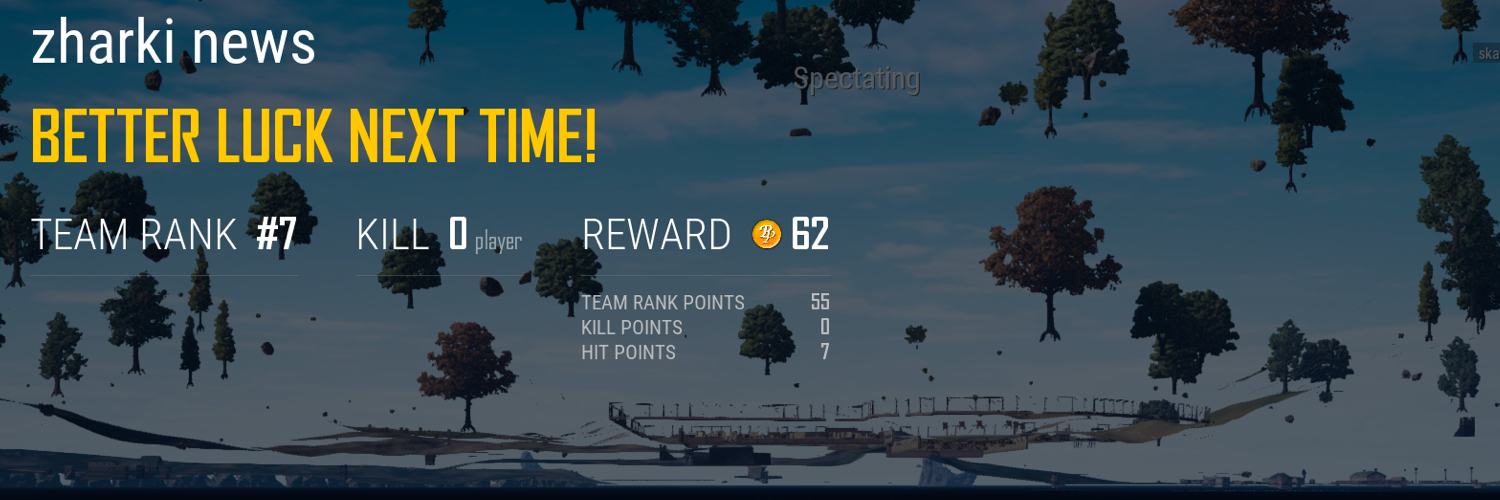 zharki news
Spectating
ska
BETTER LUCK NEXT TIME!
TEAM RANK #7 KILL 0 player REWARD 62
TEAM RANK POINTS 55
KILL POINTS 0
HIT POINTS 7